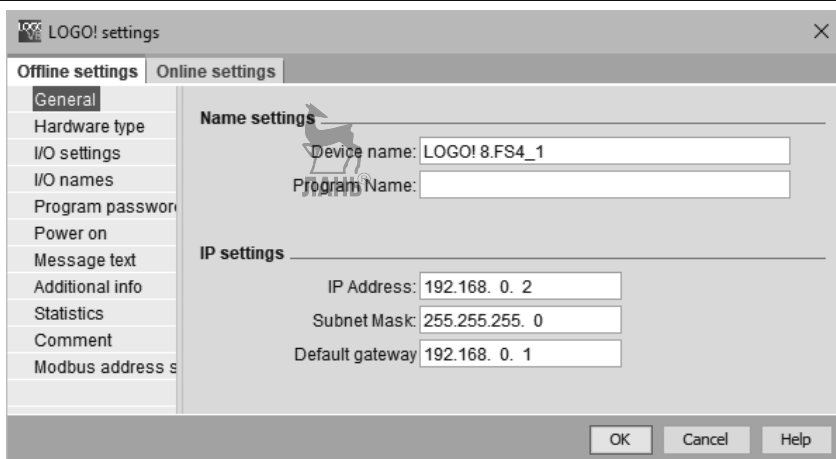 LOGO! settings
Offline settings Online settings
General
Hardware type
I/O settings
I/O names
Program passwor
Power on
Message text
Additional info
Statistics
Comment
Modbus address s
Name settings
Device name: LOGO! 8.FS4_1
Program Name:
ЛАНЬ®
IP settings
IP Address: 192.168. 0. 2
Subnet Mask: 255.255.255. 0
Default gateway 192.168. 0. 1
OK Cancel Help